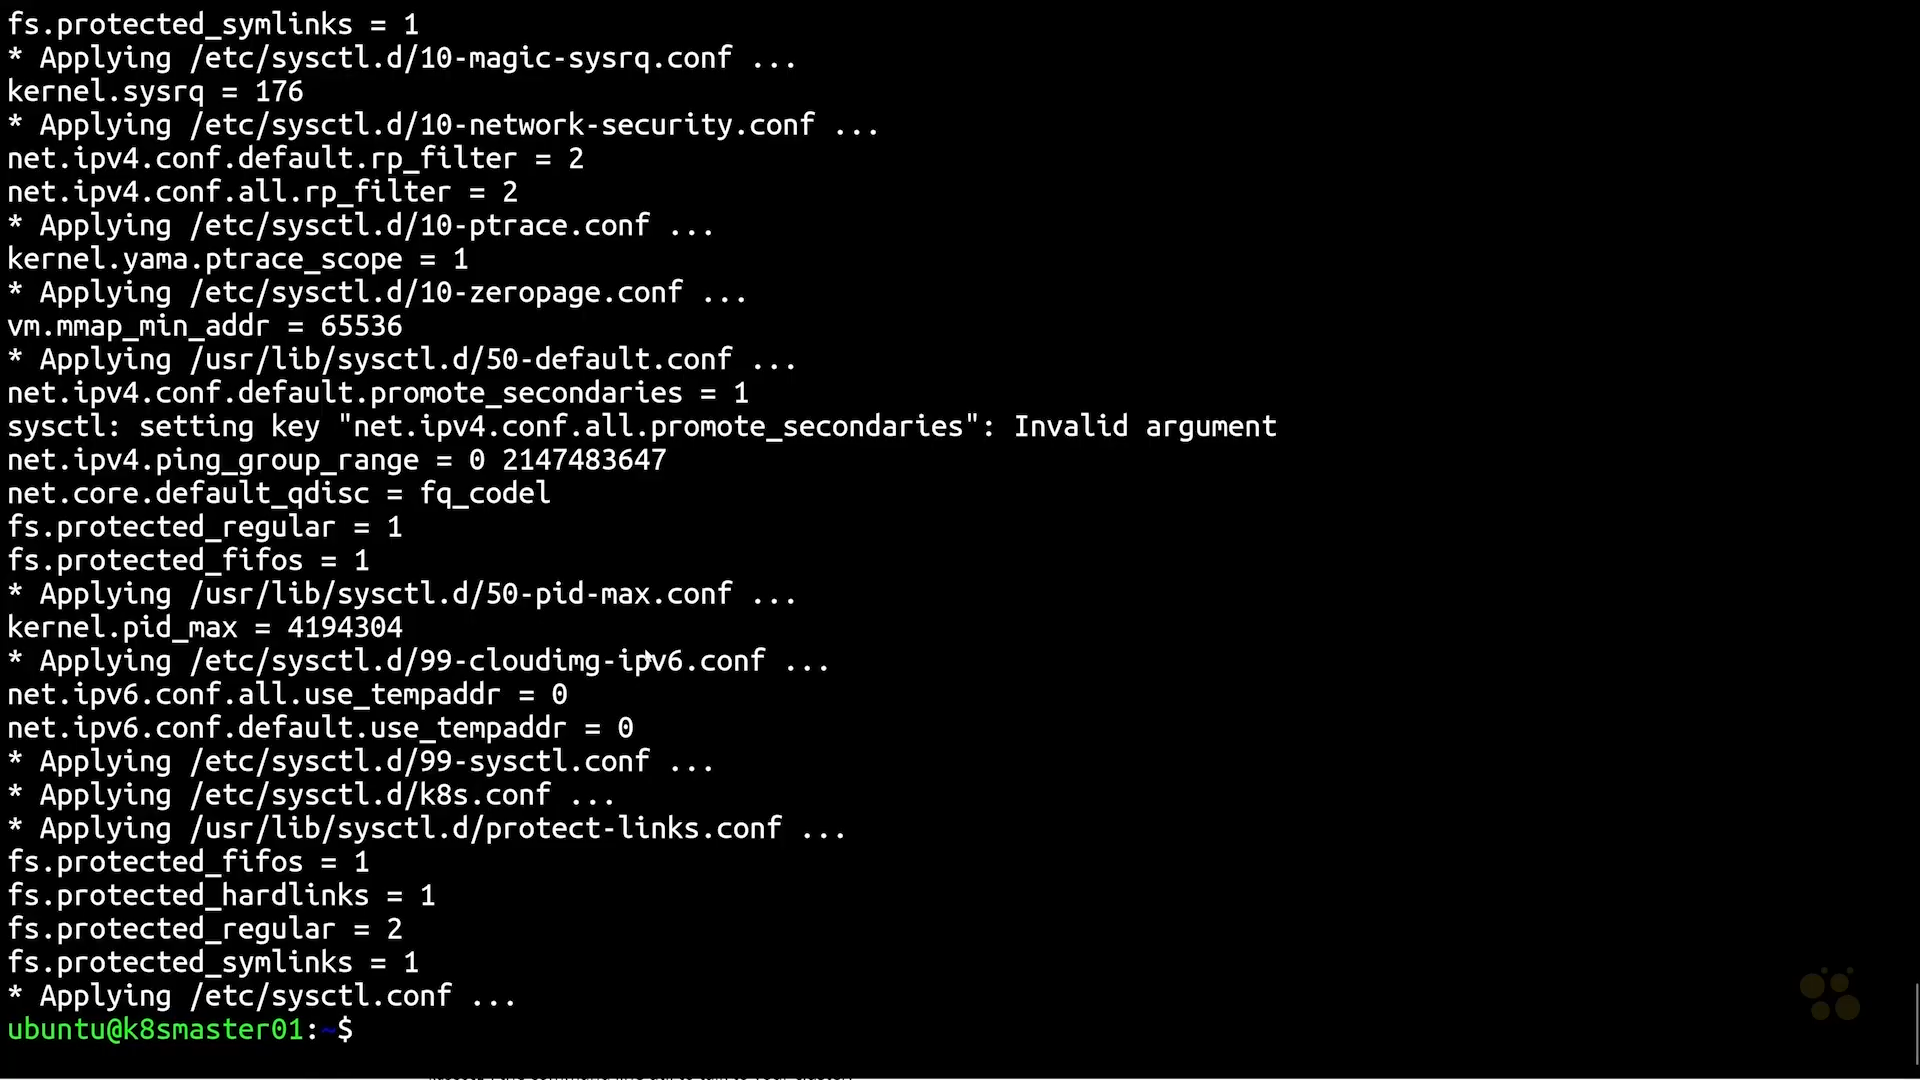 fs.protected_symlinks = 1
* Applying /etc/sysctl.d/10-magic-sysrq.conf ...
kernel.sysrq = 176
* Applying /etc/sysctl.d/10-network-security.conf ...
net.ipv4.conf.default.rp_filter = 2
net.ipv4.conf.all.rp_filter = 2
* Applying /etc/sysctl.d/10-ptrace.conf ...
kernel.yama.ptrace_scope = 1
* Applying /etc/sysctl.d/10-zeropage.conf ...
vm.mmap_min_addr = 65536
* Applying /usr/lib/sysctl.d/50-default.conf ...
net.ipv4.conf.default.promote_secondaries = 1
sysctl: setting key "net.ipv4.conf.all.promote_secondaries": Invalid argument
net.ipv4.ping_group_range = 0 2147483647
net.core.default_qdisc = fq_codel
fs.protected_regular = 1
fs.protected_fifos = 1
* Applying /usr/lib/sysctl.d/50-pid-max.conf ...
kernel.pid_max = 4194304
* Applying /etc/sysctl.d/99-cloudimg-ipv6.conf ...
net.ipv6.conf.all.use_tempaddr = 0
net.ipv6.conf.default.use_tempaddr = 0
* Applying /etc/sysctl.d/99-sysctl.conf ...
* Applying /etc/sysctl.d/k8s.conf ...
* Applying /usr/lib/sysctl.d/protect-links.conf ...
fs.protected_fifos = 1
fs.protected_hardlinks = 1
fs.protected_regular = 2
fs.protected_symlinks = 1
* Applying /etc/sysctl.conf ...
ubuntu@k8smaster01:~$